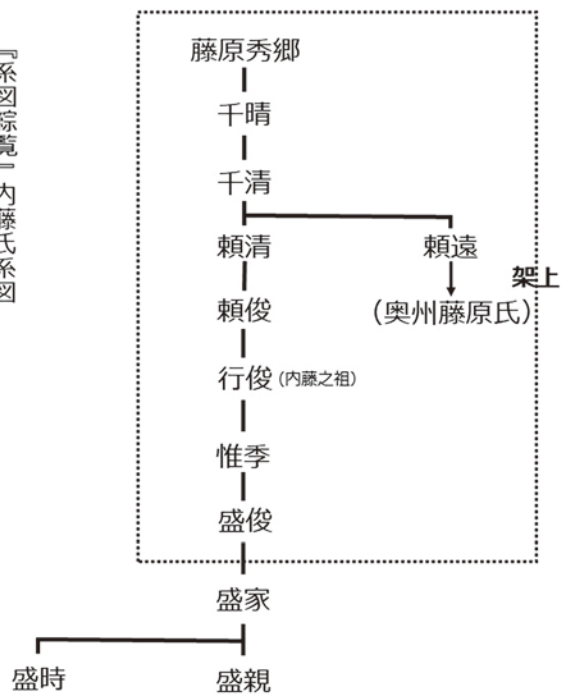 『系図綜覧』内藤氏系図
藤原秀郷
千晴
千清
頼清
頼遠
架上
頼俊
(奥州藤原氏)
行俊(内藤之祖)
惟季
盛俊
盛家
盛時
盛親